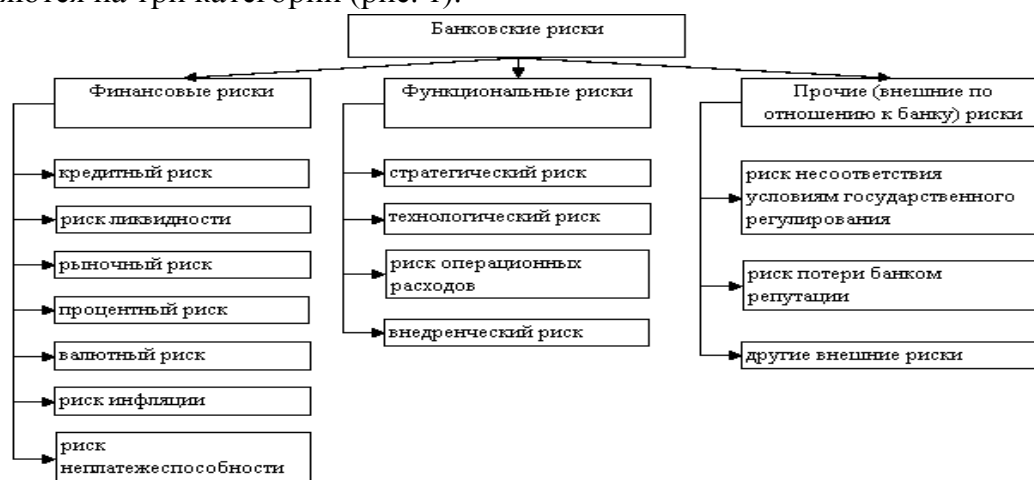 на три категории (рис. 1).
Банковские риски
Финансовые риски
кредитный риск
риск ликвидности
рыночный риск
процентный риск
валютный риск
риск инфляции
риск
неплатежеспособности
Функциональные риски
стратегический риск
технологический риск
риск операционных
расходов
внедренческий риск
Прочие (внешние по
отношению к банку) риски
риск несоответствия
условиям государственного
регулирования
риск потери банком
репутации
другие внешние риски